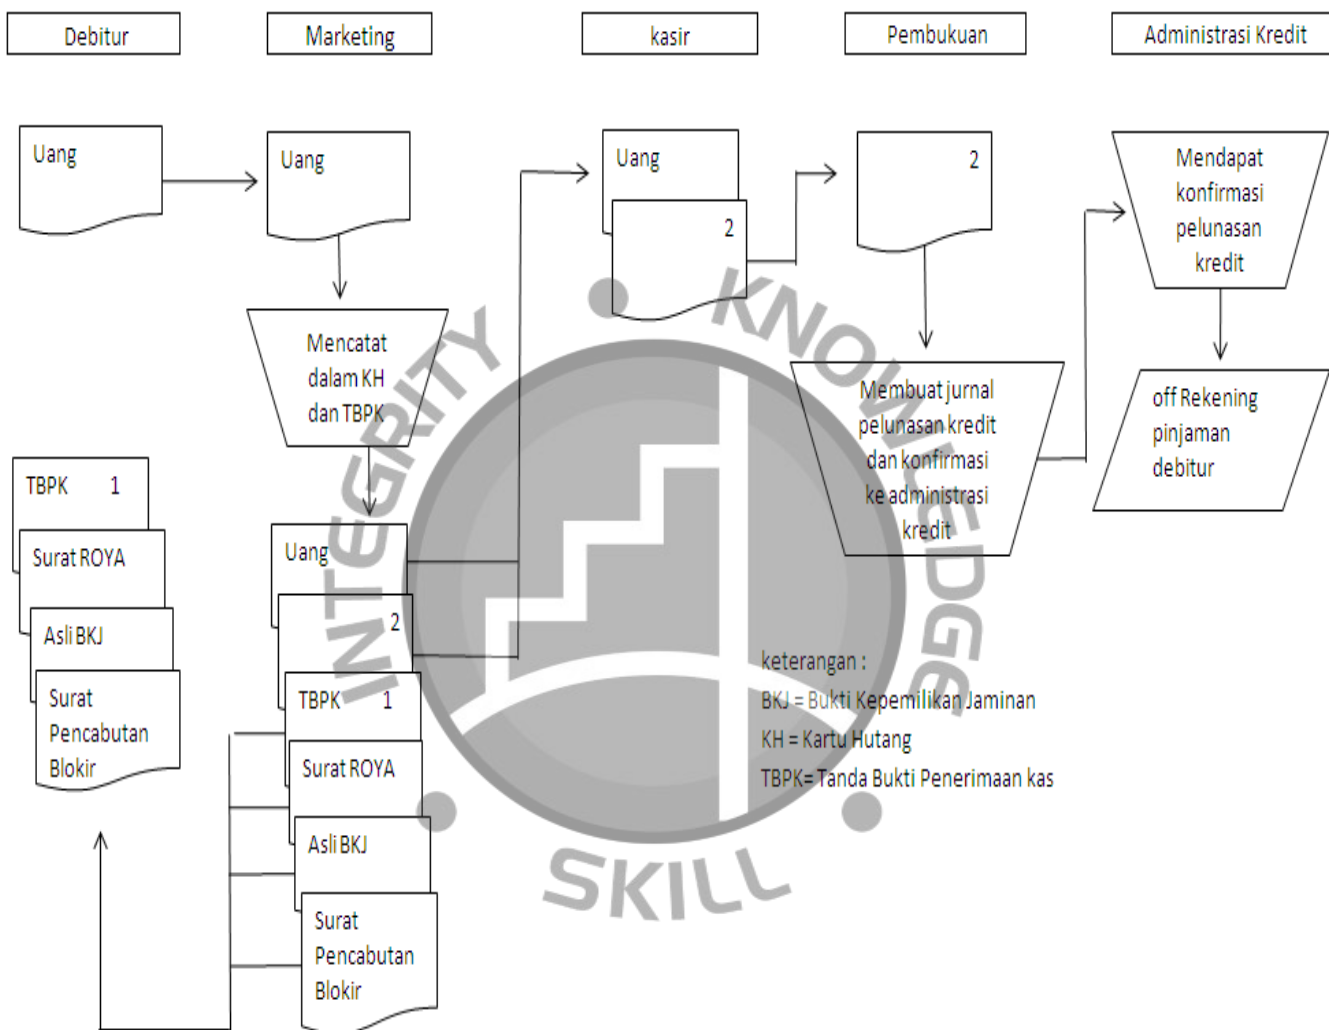 Debitur
Marketing
kasir
Pembukuan
Administrasi Kredit
Uang
Uang
Uang
2
2
Mendapat
konfirmasi
pelunasan
kredit
Mencatat
dalam KH
dan TBPK
Membuat jurnal
pelunasan kredit
dan konfirmasi
ke administrasi
kredit
off Rekening
pinjaman
debitur
TBPK 1
Surat ROYA
Asli BKJ
Surat
Pencabutan
Blokir
Uang
2
TBPK 1
Surat ROYA
Asli BKJ
Surat
Pencabutan
Blokir
keterangan :
BKJ = Bukti Kepemilikan Jaminan
KH = Kartu Hutang
TBPK= Tanda Bukti Penerimaan kas
INTEGRITY
KNOWLEDGE
SKILL